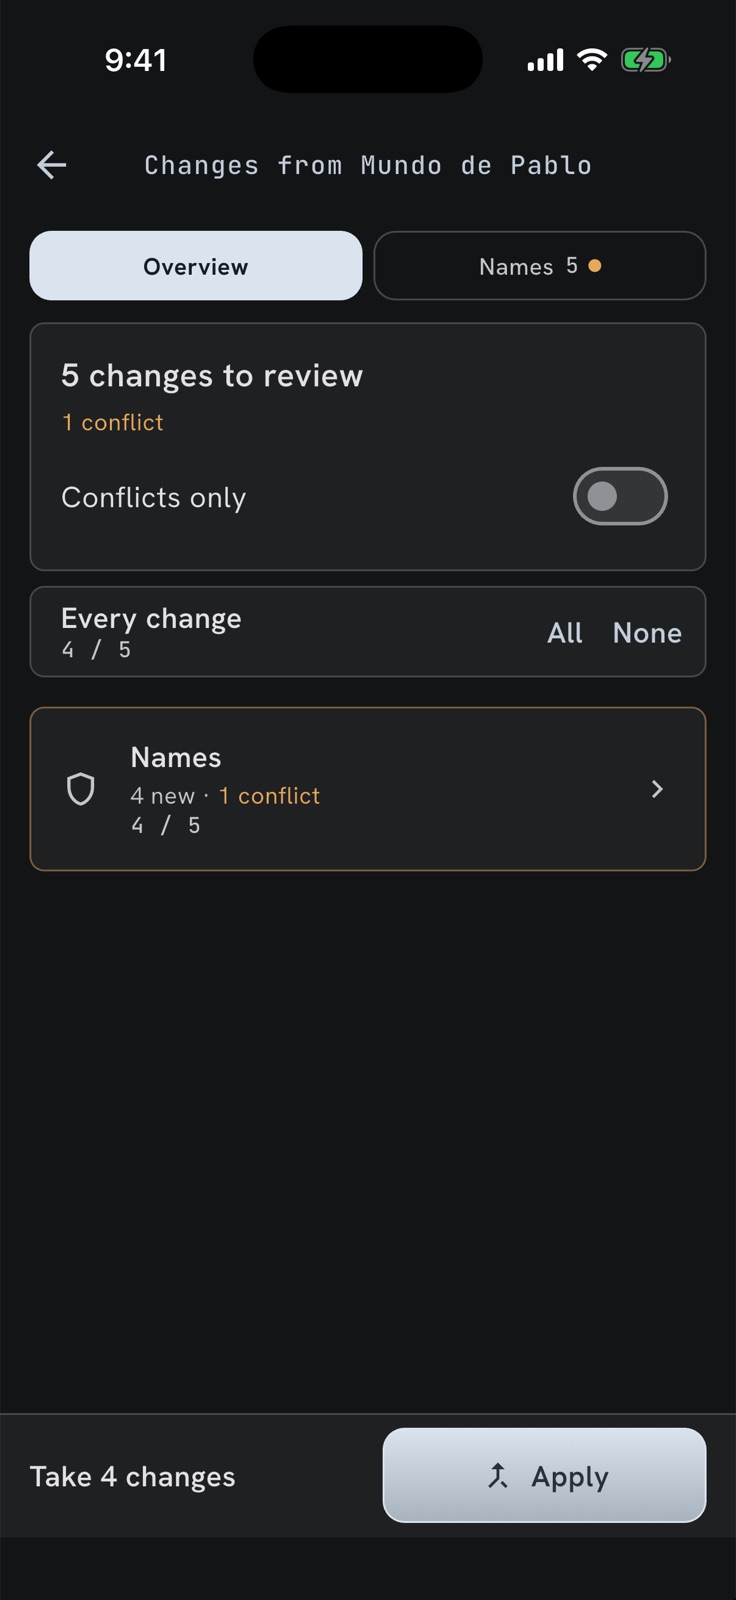 9:41
Changes from Mundo de Pablo
Overview
Names 5
5 changes to review
1 conflict
Conflicts only
Every change
4 / 5
All None
Names
4 new · 1 conflict
4 / 5
Take 4 changes
Apply